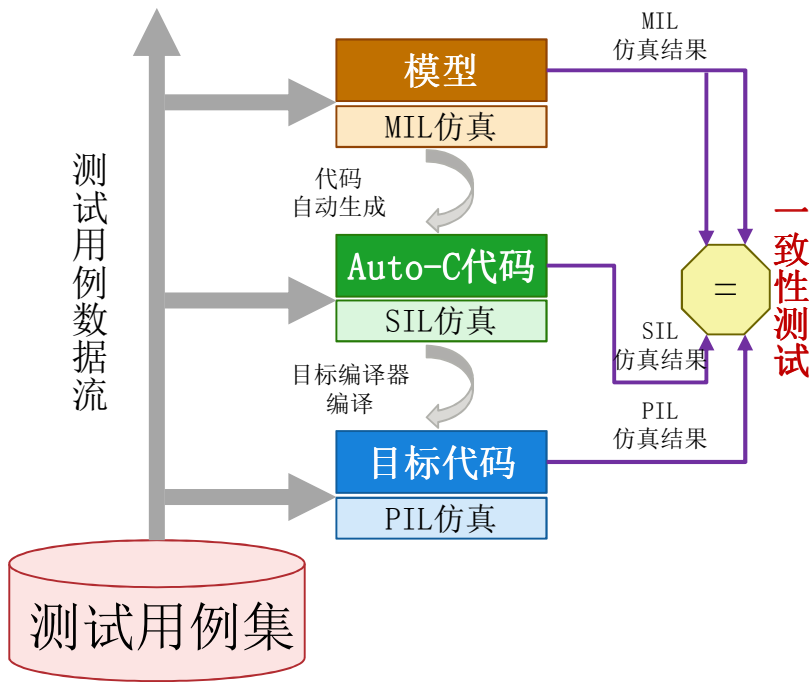 MIL
仿真结果
模型
MIL仿真
代码
自动生成
测试用例数据流
Auto-C代码
SIL仿真
=
一致性测试
SIL
仿真结果
目标编译器
编译
PIL
仿真结果
目标代码
PIL仿真
测试用例集